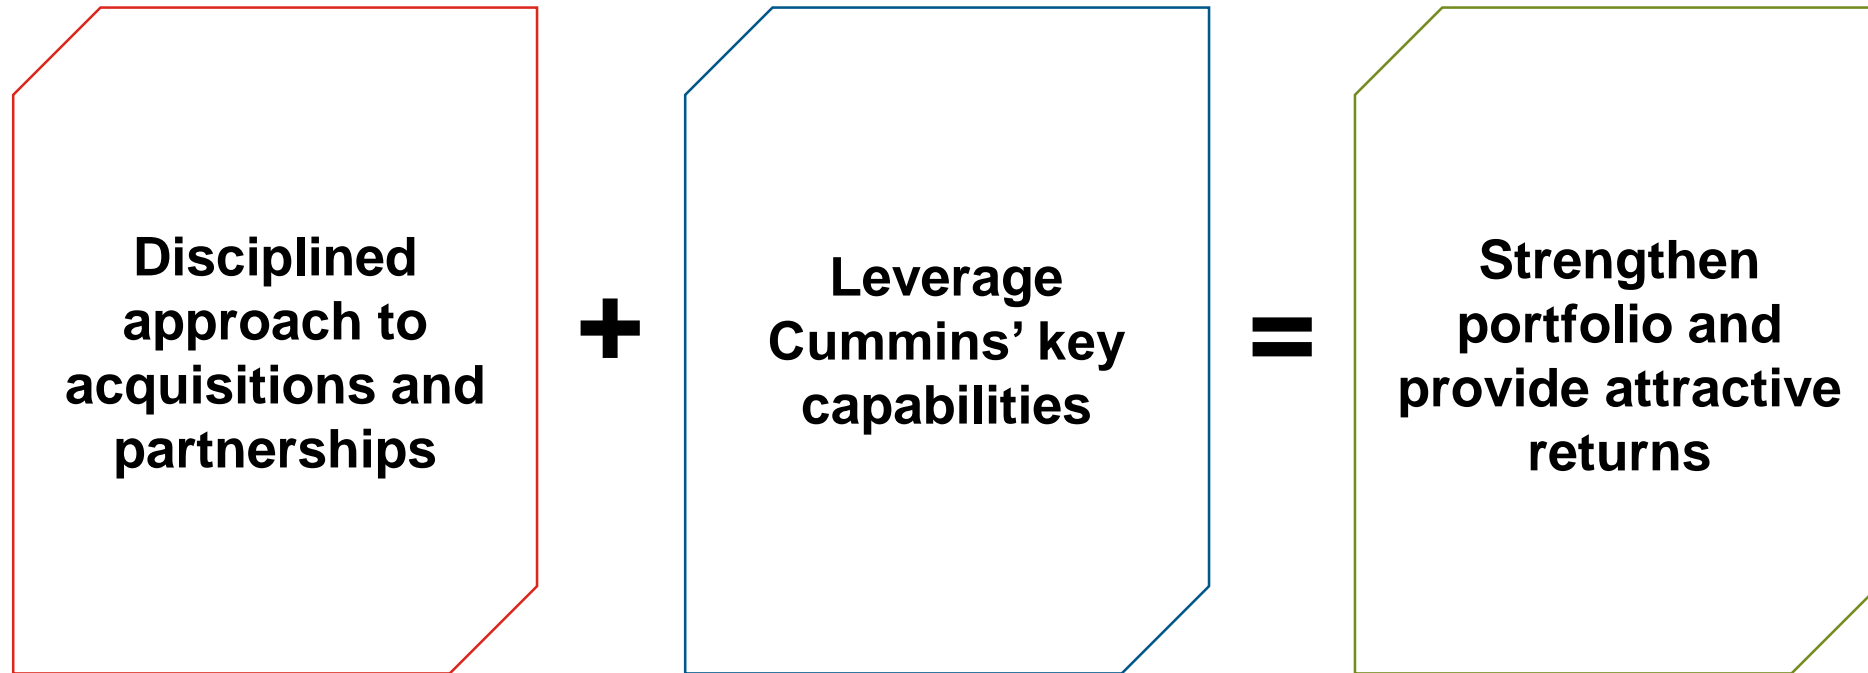 Disciplined
approach to
acquisitions and
partnerships
+
Leverage
Cummins’ key
capabilities
=
Strengthen
portfolio and
provide attractive
returns